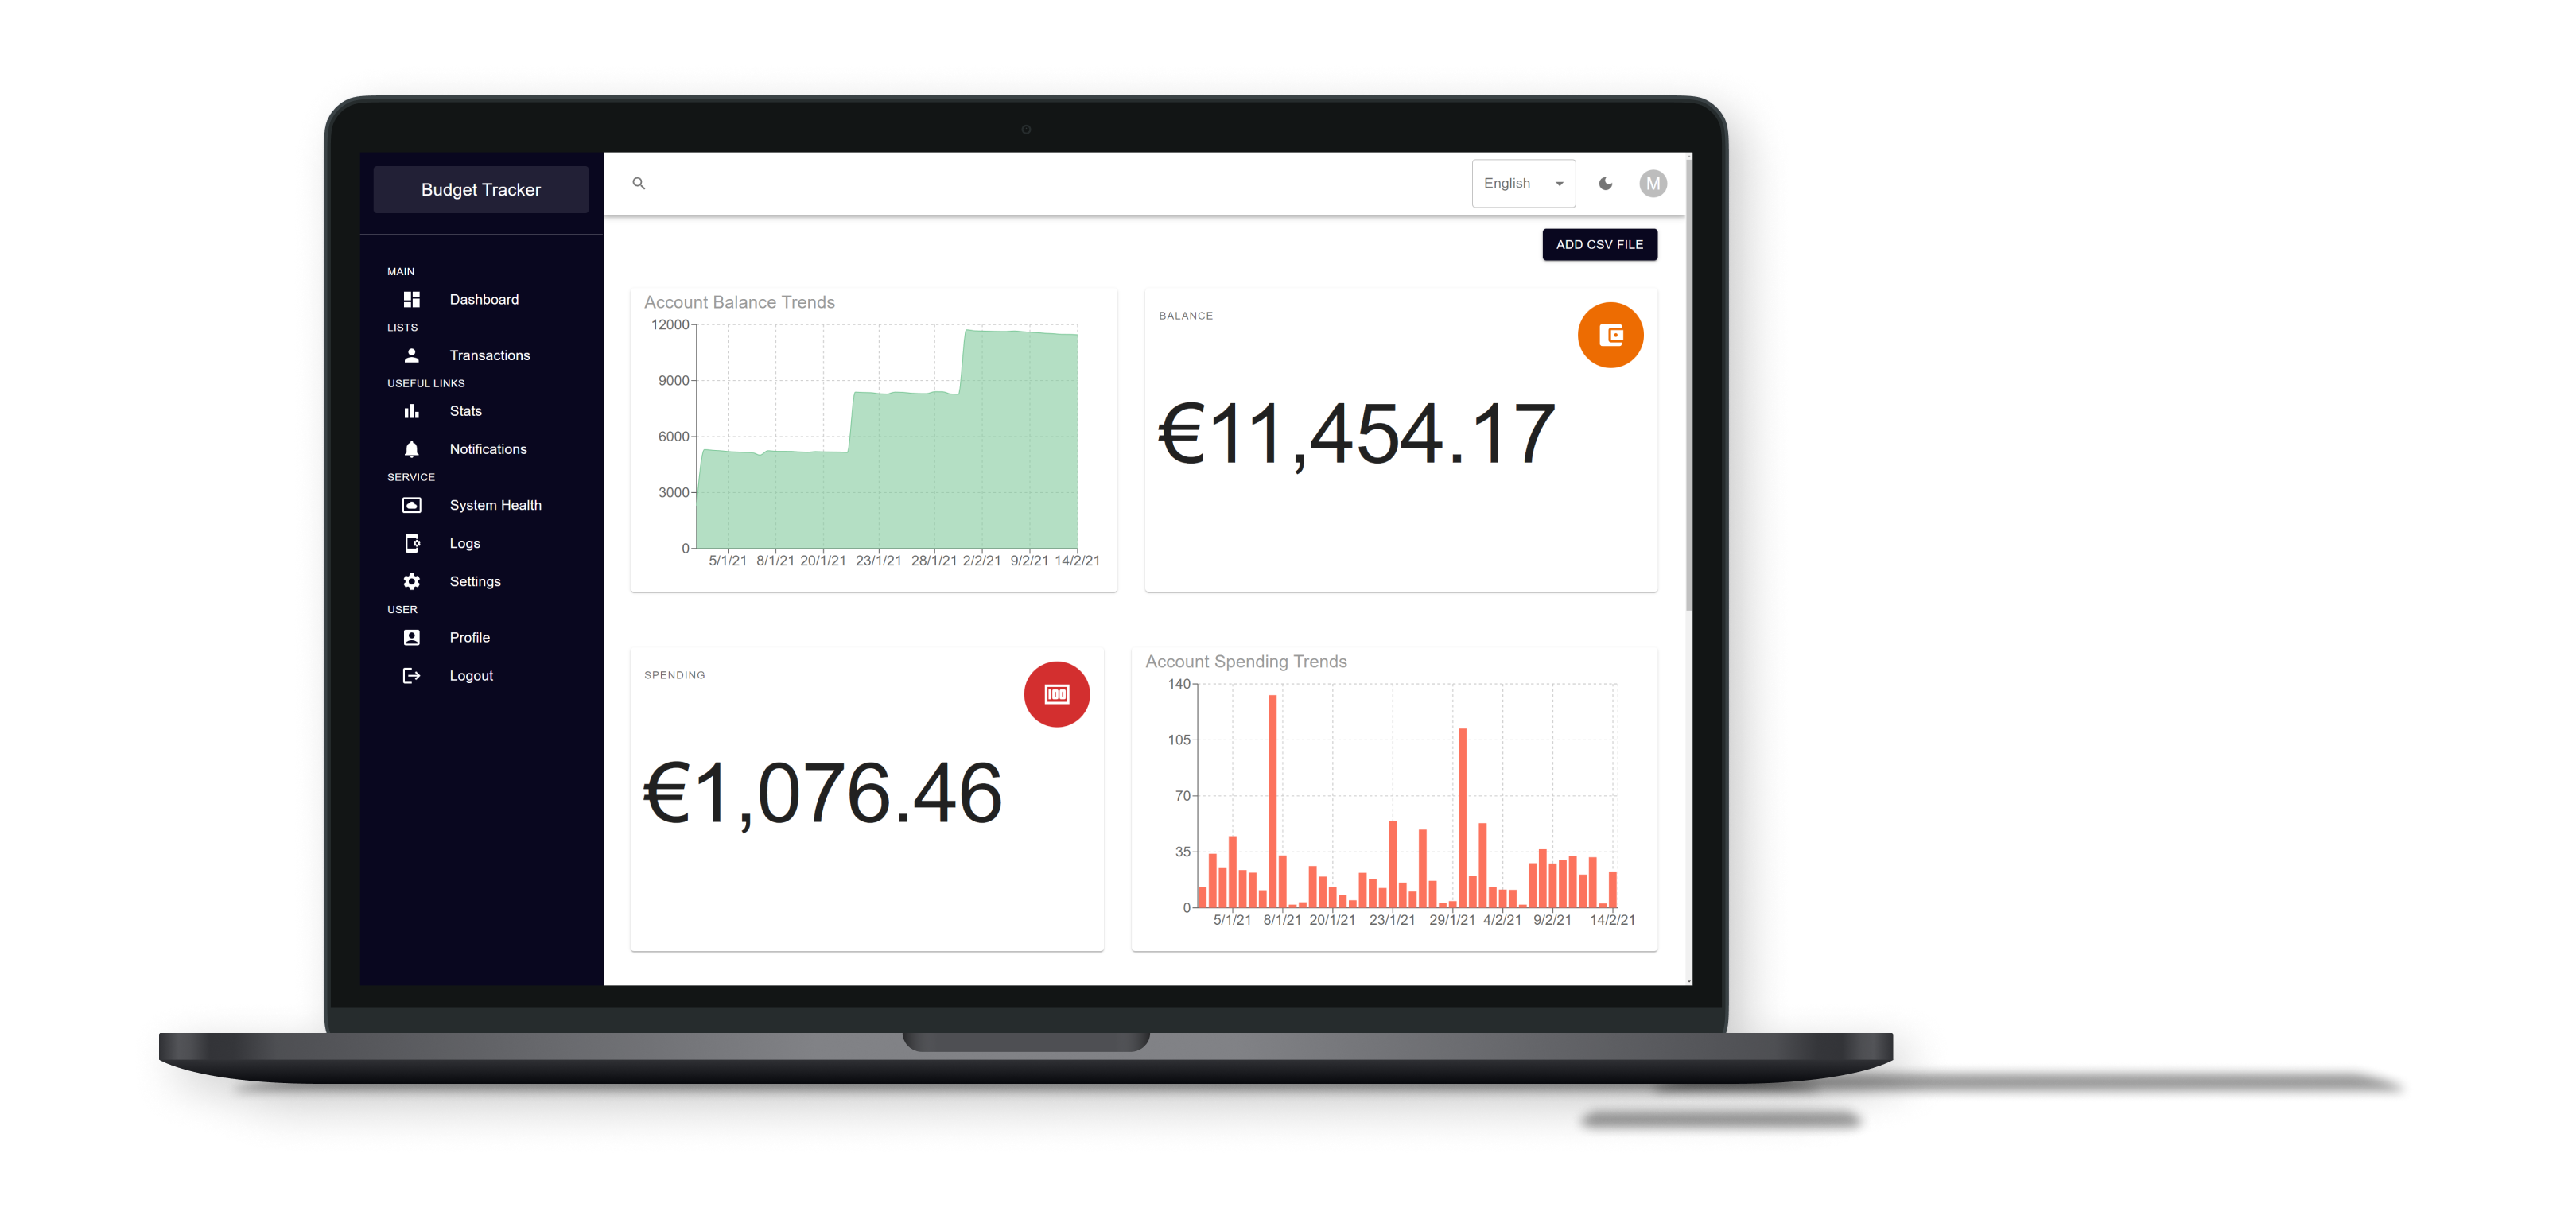 Budget Tracker
English
M
ADD CSV FILE
MAIN
Dashboard
LISTS
Transactions
USEFUL LINKS
Stats
Notifications
SERVICE
System Health
Logs
Settings
USER
Profile
Logout
Account Balance Trends
12000
9000
6000
3000
0
5/1/21 8/1/21 20/1/21 23/1/21 28/1/21 2/2/21 9/2/21 14/2/21
BALANCE
€11,454.17
SPENDING
100
€1,076.46
Account Spending Trends
140
105
70
35
0
5/1/21 8/1/21 20/1/21 23/1/21 29/1/21 4/2/21 9/2/21 14/2/21